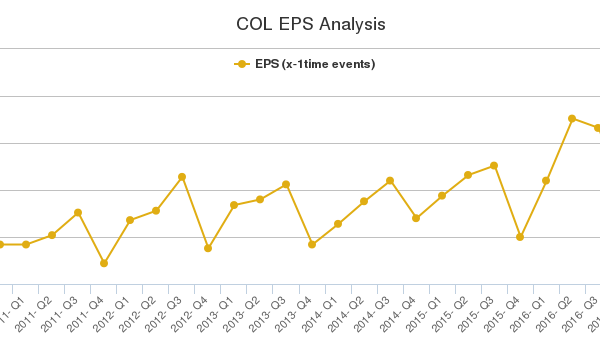 COL EPS Analysis
EPS (x-1time events)
2011- Q2
2011- Q3
2011- Q4
2012- Q1
2012- Q2
2012- Q3
2012- Q4
2013- Q1
2013- Q2
2013- Q3
2013- Q4
2014- Q1
2014- Q2
2014- Q3
2014- Q4
2015- Q1
2015- Q2
2015- Q3
2015- Q4
2016- Q1
2016- Q2
2016- Q3